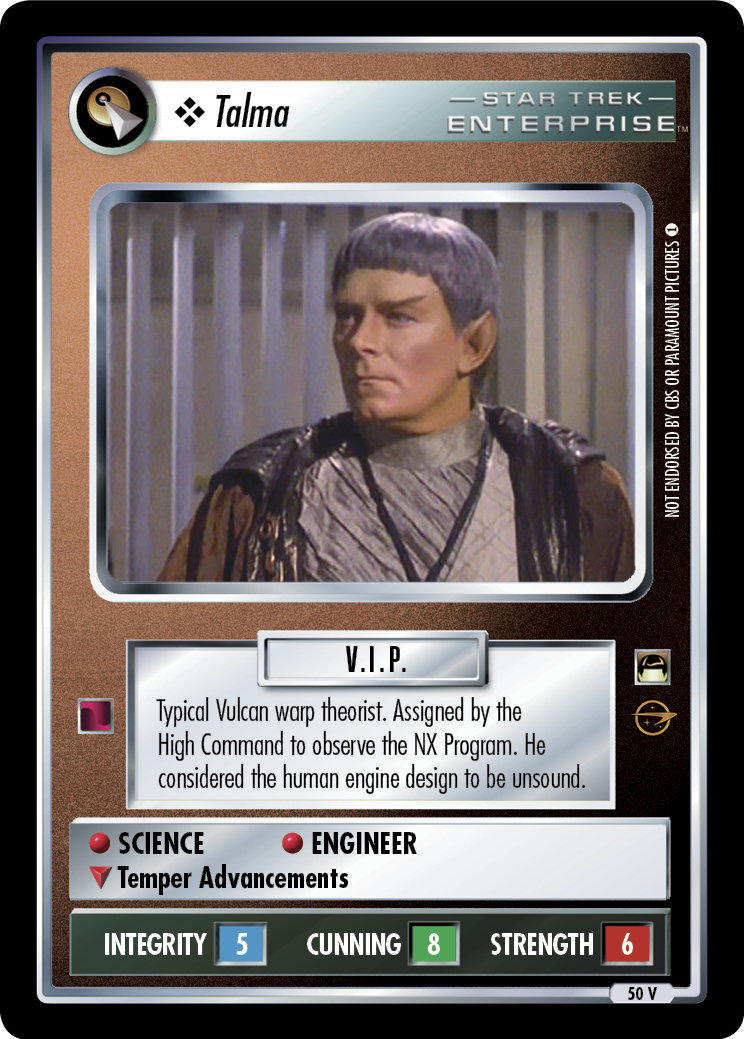 ❖ Talma
STAR TREK
ENTERPRISE™
NOT ENDORSED BY CBS OR PARAMOUNT PICTURES 1
V.I.P.
Typical Vulcan warp theorist. Assigned by the
High Command to observe the NX Program. He
considered the human engine design to be unsound.
SCIENCE ENGINEER
Temper Advancements
INTEGRITY 5 CUNNING 8 STRENGTH 6
50 V